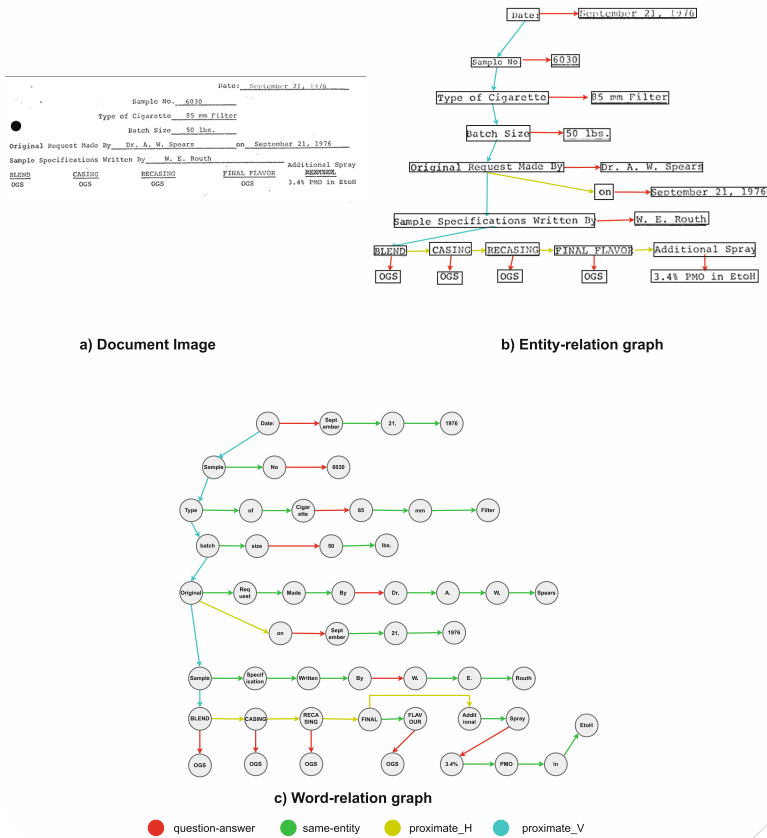 Date: September 21, 1976
Sample No. 6030
Type of Cigarette 85 mm Filter
Batch Size 50 lbs.
Original Request Made By Dr. A. W. Spears on September 21, 1976
Sample Specifications Written By W. E. Routh
Additional Spray
BLEND CASING RECASING FINAL FLAVOR
OGS OGS OGS OGS 3.4% PMO in EtOH
Date: September 21, 1976
Sample No. 6030
Type of Cigarette 85 mm Filter
Batch Size 50 lbs.
Original Request Made By Dr. A. W. Spears
on September 21, 1976
Sample Specifications Written By W. E. Routh
BLEND CASING RECASING FINAL FLAVOR Additional Spray
OGS OGS OGS OGS 3.4% PMO in EtoH
a) Document Image b) Entity-relation graph
Date: Sept ember 21, 1976
Sample No 6030
Type of Cigar ette 85 mm Filter
batch size 50 lbs.
Original Req uest Made By Dr. A. W. Spears
on Sept ember 21, 1976
Sample Specif ication Written By W. E. Routh
BLEND CASING RECA SING FINAL FLAV OUR Addit ional Spray
EtoH
OGS OGS OGS OGS 3.4% PMO in
c) Word-relation graph
question-answer same-entity proximate_H proximate_V